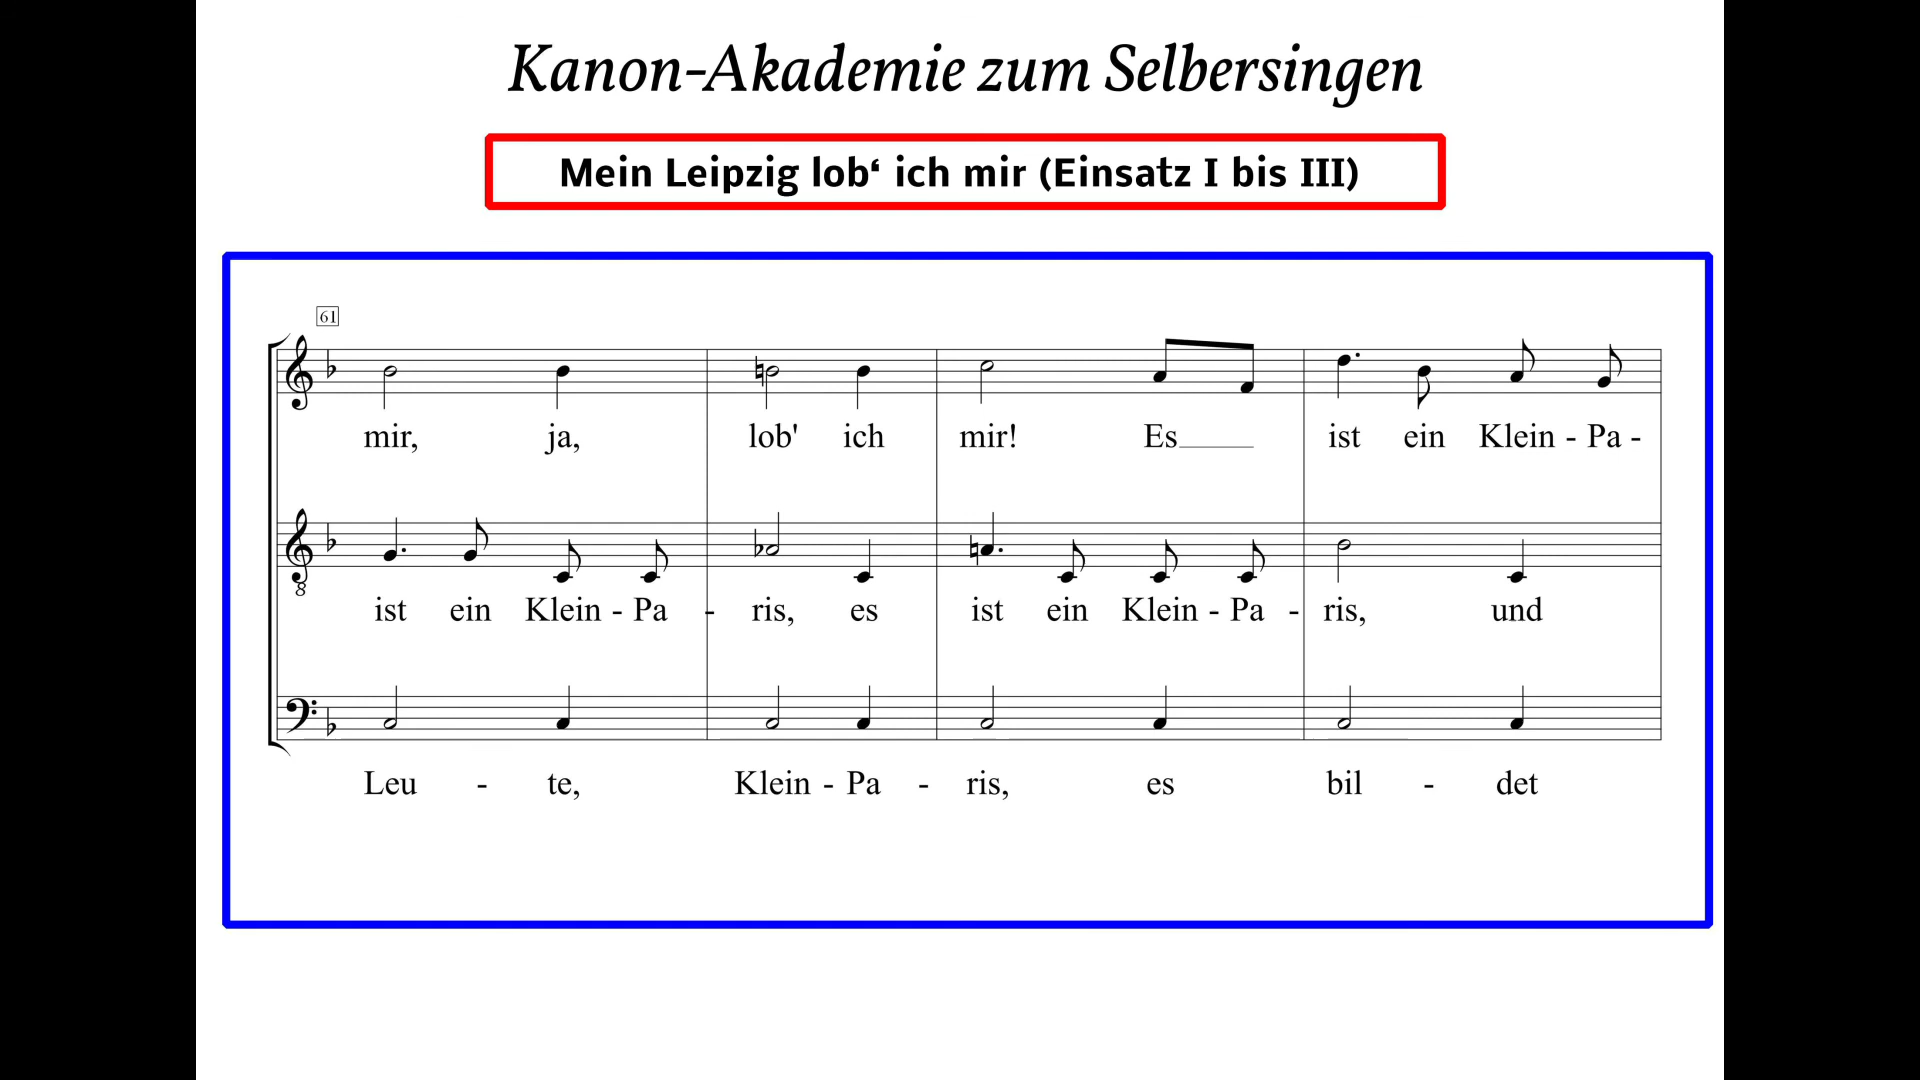 Kanon-Akademie zum Selbersingen
Mein Leipzig lob‘ ich mir (Einsatz I bis III)
61
mir, ja, lob' ich mir! Es____ ist ein Klein - Pa -
8
ist ein Klein - Pa - ris, es ist ein Klein - Pa - ris, und
Leu - te, Klein - Pa - ris, es bil - det